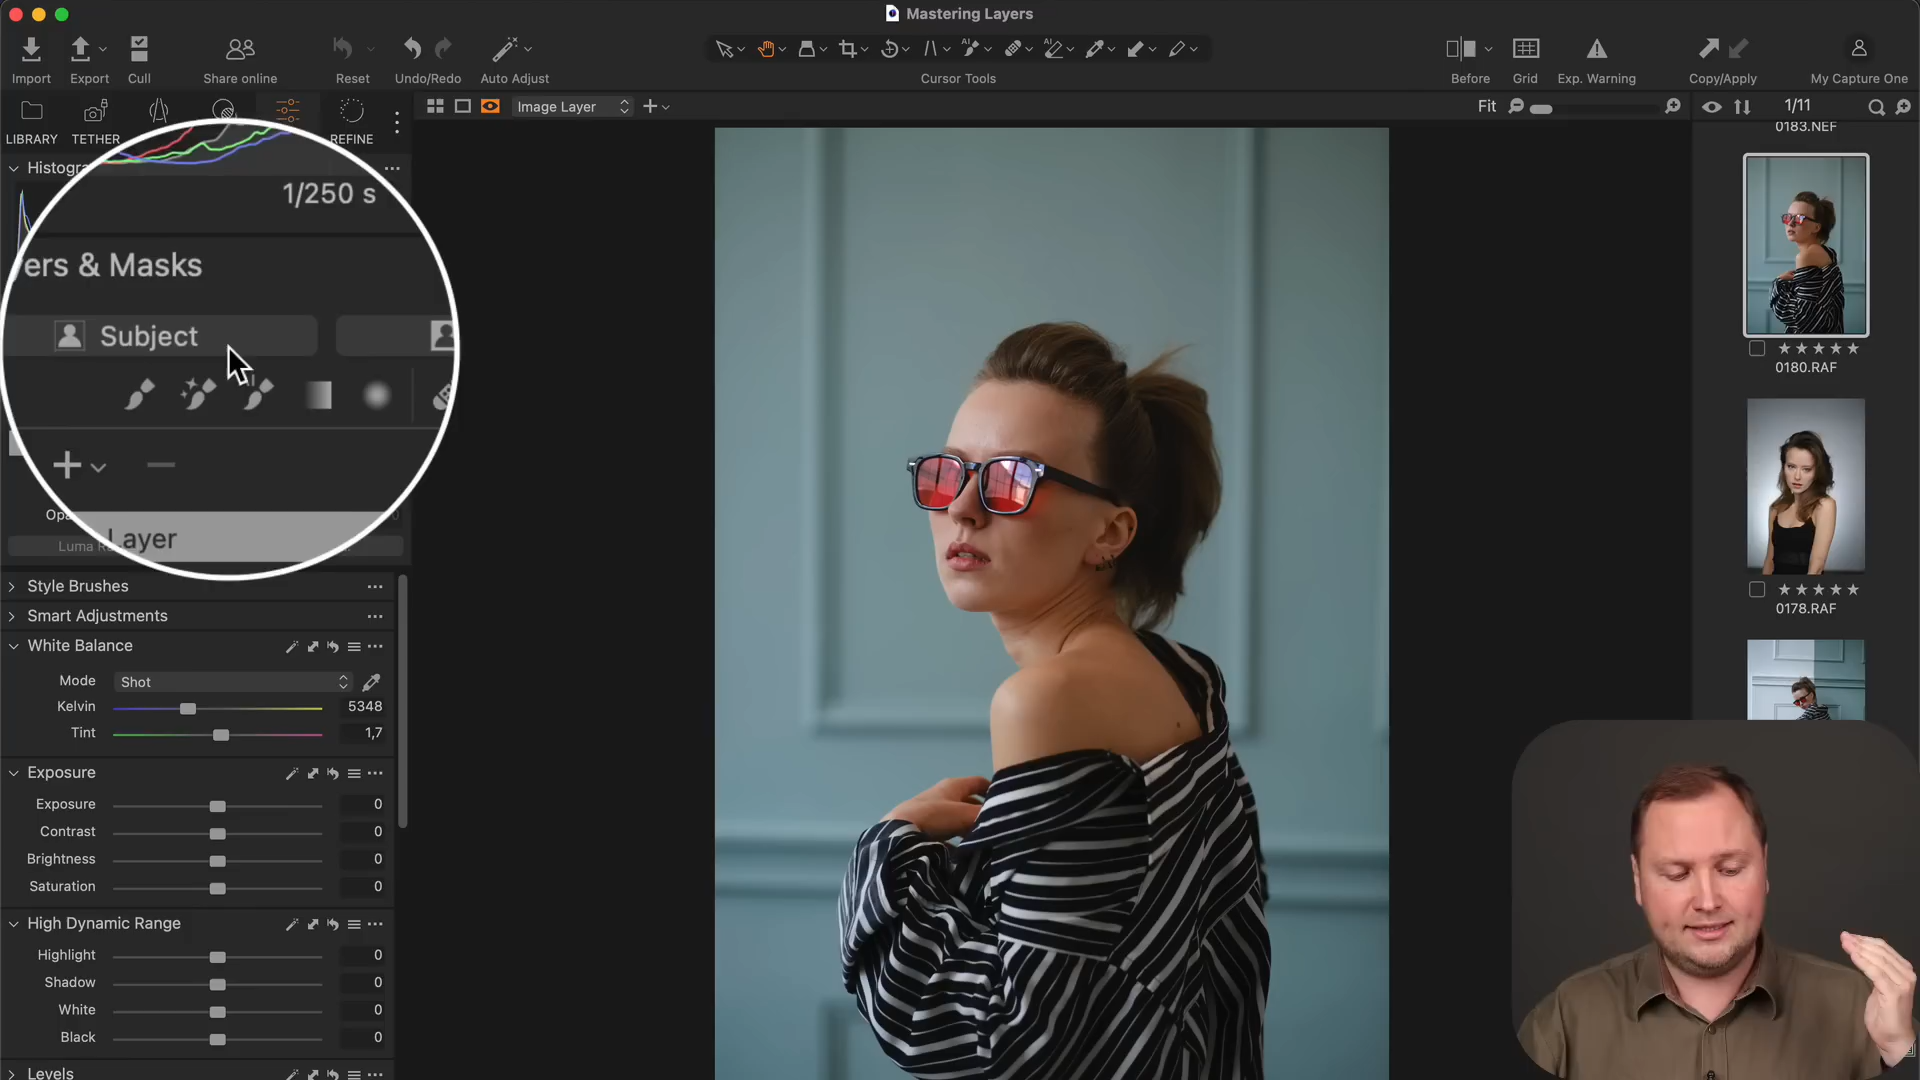 Mastering Layers
Import
Export
Cull
Share online
Reset
Undo/Redo
Auto Adjust
Cursor Tools
Before
Grid
Exp. Warning
Copy/Apply
My Capture One
LIBRARY
TETHER
REFINE
Image Layer
Fit
1/11
0183.NEF
Histogra
1/250 s
ers & Masks
Subject
Layer
Opa
Luma R
Style Brushes
Smart Adjustments
White Balance
Mode Shot
Kelvin 5348
Tint 1,7
Exposure
Exposure 0
Contrast 0
Brightness 0
Saturation 0
High Dynamic Range
Highlight 0
Shadow 0
White 0
Black 0
Levels
0180.RAF
0178.RAF